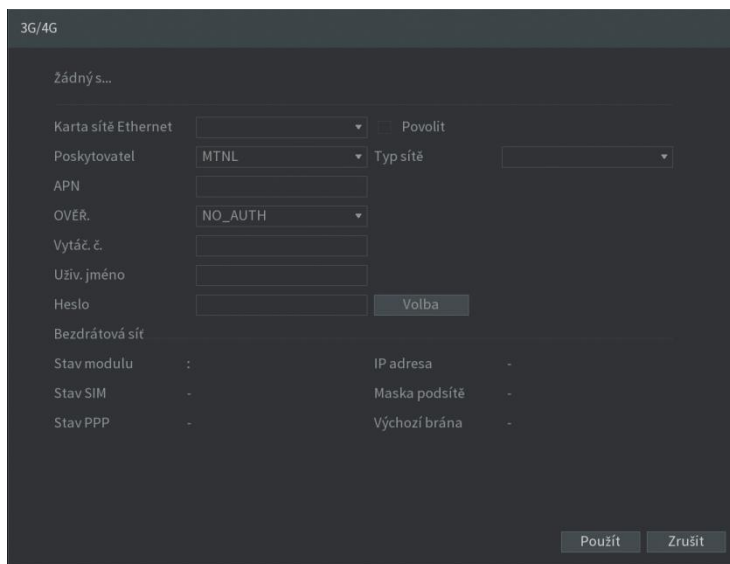 3G/4G
Žádný s...
Karta sítě Ethernet Povolit
Poskytovatel MTNL Typ sítě
APN
OVĚŘ. NO_AUTH
Vytáč. č.
Uživ. jméno
Heslo Volba
Bezdrátová síť
Stav modulu : IP adresa -
Stav SIM - Maska podsítě -
Stav PPP - Výchozí brána -
Použít Zrušit